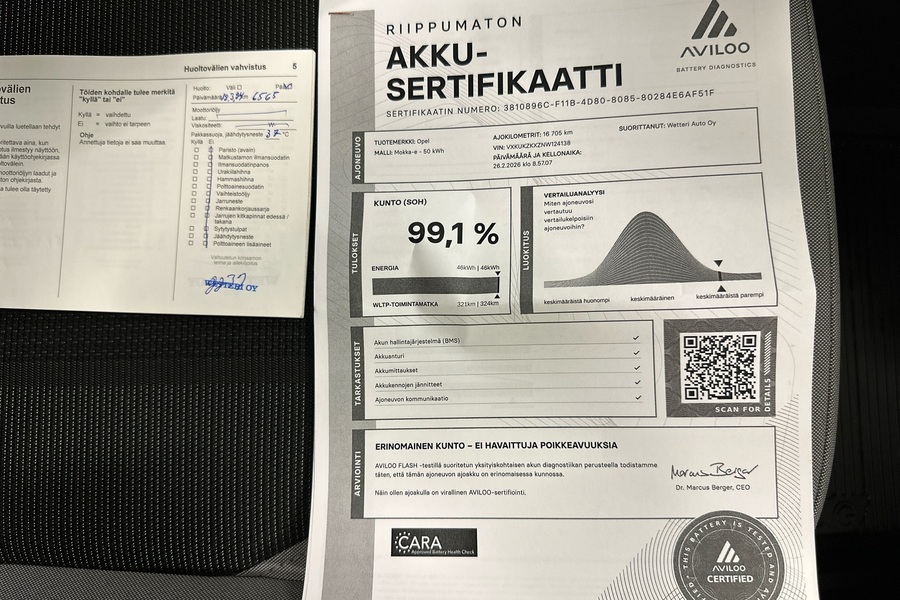 Huoltovälien vahvistus 5
välien
tus
Töiden kohdalle tulee merkitä
"kyllä" tai "ei"
Kyllä = vaihdettu
Ei = vaihto ei tarpeen
Ohje
Annettuja tietoja ei saa muuttaa.
Huolto:
Väli
Pää
Päivämäärä
6565
Moottoriöljy
Laatu:
Viskositeetti:
Pakkassuoja, jäähdytysneste 37 °C
Kyllä Ei
Paristo (avain)
Matkustamon ilmansuodatin
Ilmansuodatinpanos
Urakiilahihna
Hammashihna
Polttoainesuodatin
Vaihteistoöljy
Jarruneste
Renkaankorjaussarja
Jarrujen kitkapinnat edessä /
takana
Sytytystulpat
Jäähdytysneste
Polttoaineen lisäaineet
RIIPPUMATON
AKKU-
SERTIFIKAATTI
SERTIFIKAATIN NUMERO: 3810896C-F11B-4D80-8085-80284E6AF51F
AVILOO
BATTERY DIAGNOSTICS
AJONEUVO
TUOTEMERKKI: Opel
MALLI: Mokka-e - 50 kWh
AJOKILOMETRIT: 16 705 km
VIN: VXKUKZKXZNW124138
PÄIVÄMÄÄRÄ JA KELLONAIKA:
26.2.2026 klo 8.57.07
SUORITTANUT: Wetteri Auto Oy
TULOKSET
KUNTO (SOH)
99,1 %
ENERGIA 46kWh | 46kWh
WLTP-TOIMINTAMATKA 321km | 324km
LUOKITUS
VERTAILUANALYYSI
Miten ajoneuvosi
vertautuu
vertailukelpoisiin
ajoneuvoihin?
keskimääräistä huonompi keskimääräinen keskimääräistä parempi
TARKASTUKSET
Akun hallintajärjestelmä (BMS) ✓
Akkuanturi ✓
Akkumittaukset ✓
Akkukennojen jännitteet ✓
Ajoneuvon kommunikaatio ✓
SCAN FOR DETAILS
ARVIOINTI
ERINOMAINEN KUNTO – EI HAVAITTUJA POIKKEAVUUKSIA
AVILOO FLASH -testillä suoritetun yksityiskohtaisen akun diagnostiikan perusteella todistamme
täten, että tämän ajoneuvon ajoakku on erinomaisessa kunnossa.
Näin ollen ajoakulla on virallinen AVILOO-sertifiointi.
Marcus Berger
Dr. Marcus Berger, CEO
CARA
Approved Battery Health Check
THIS BATTERY IS TESTED AND
AVILOO
CERTIFIED